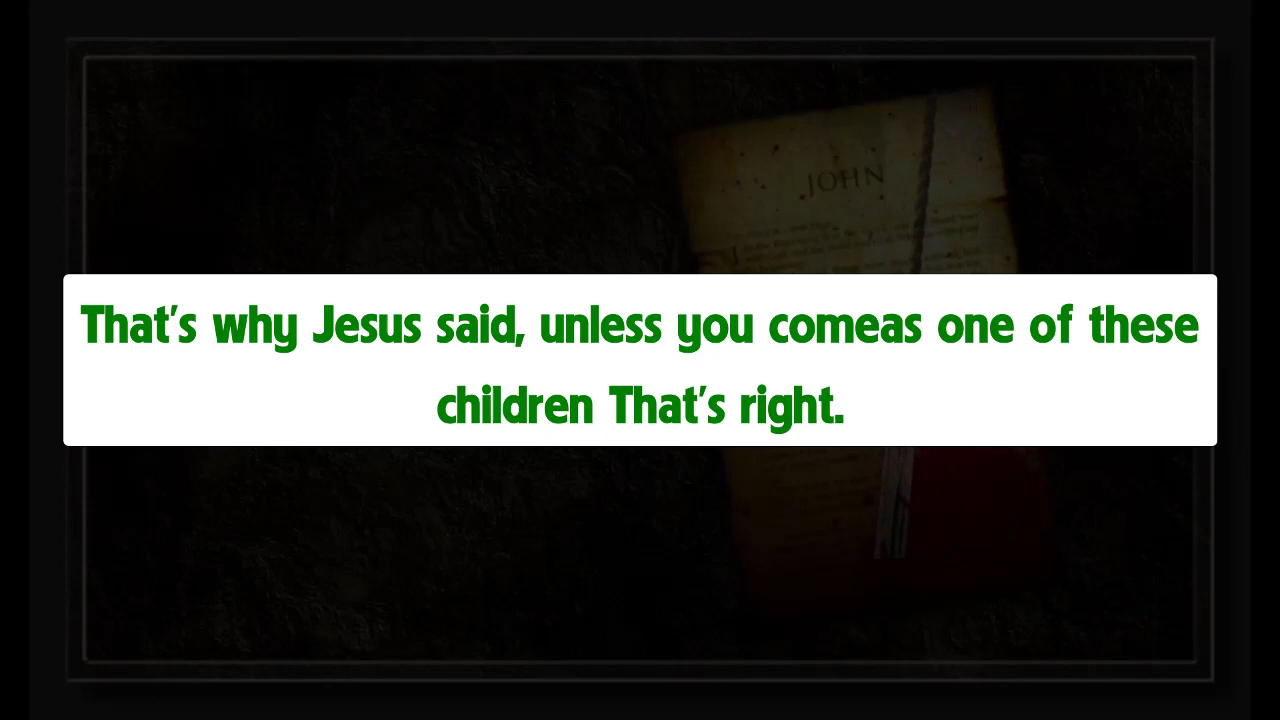 JOHN
That's why Jesus said, unless you comeas one of these
children That's right.